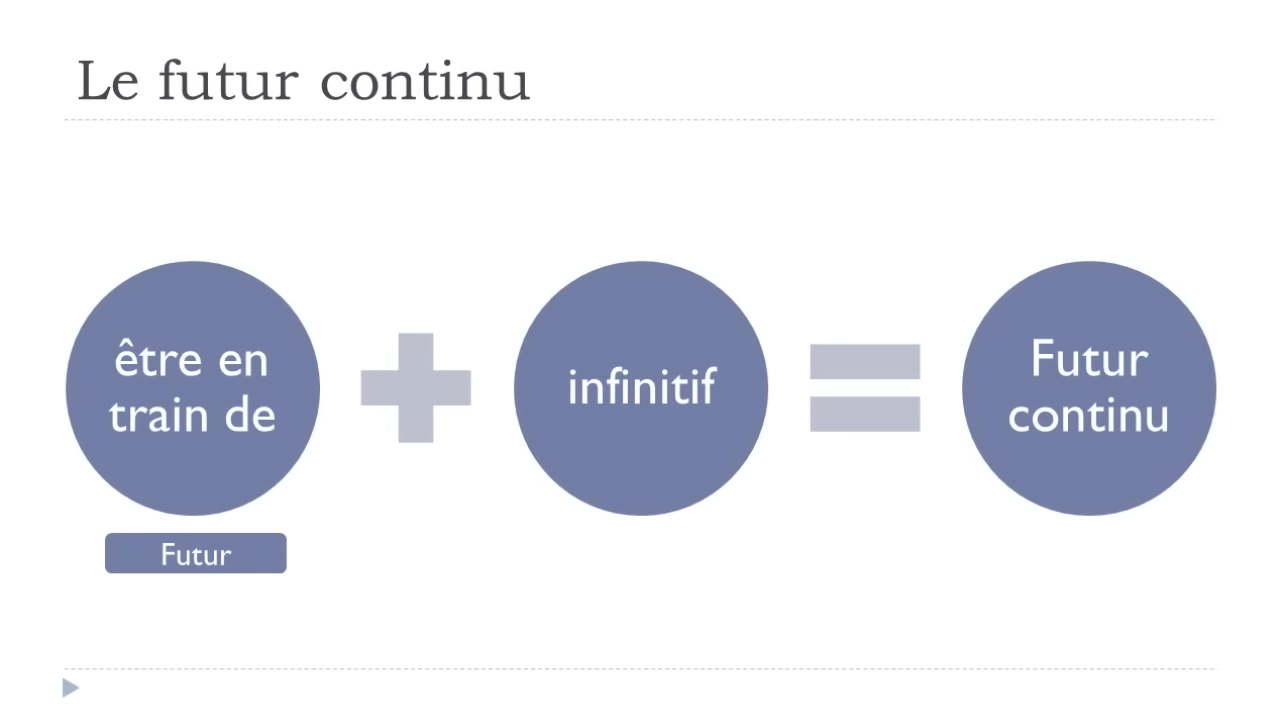 Le futur continu
être en
train de
infinitif
Futur
continu
Futur